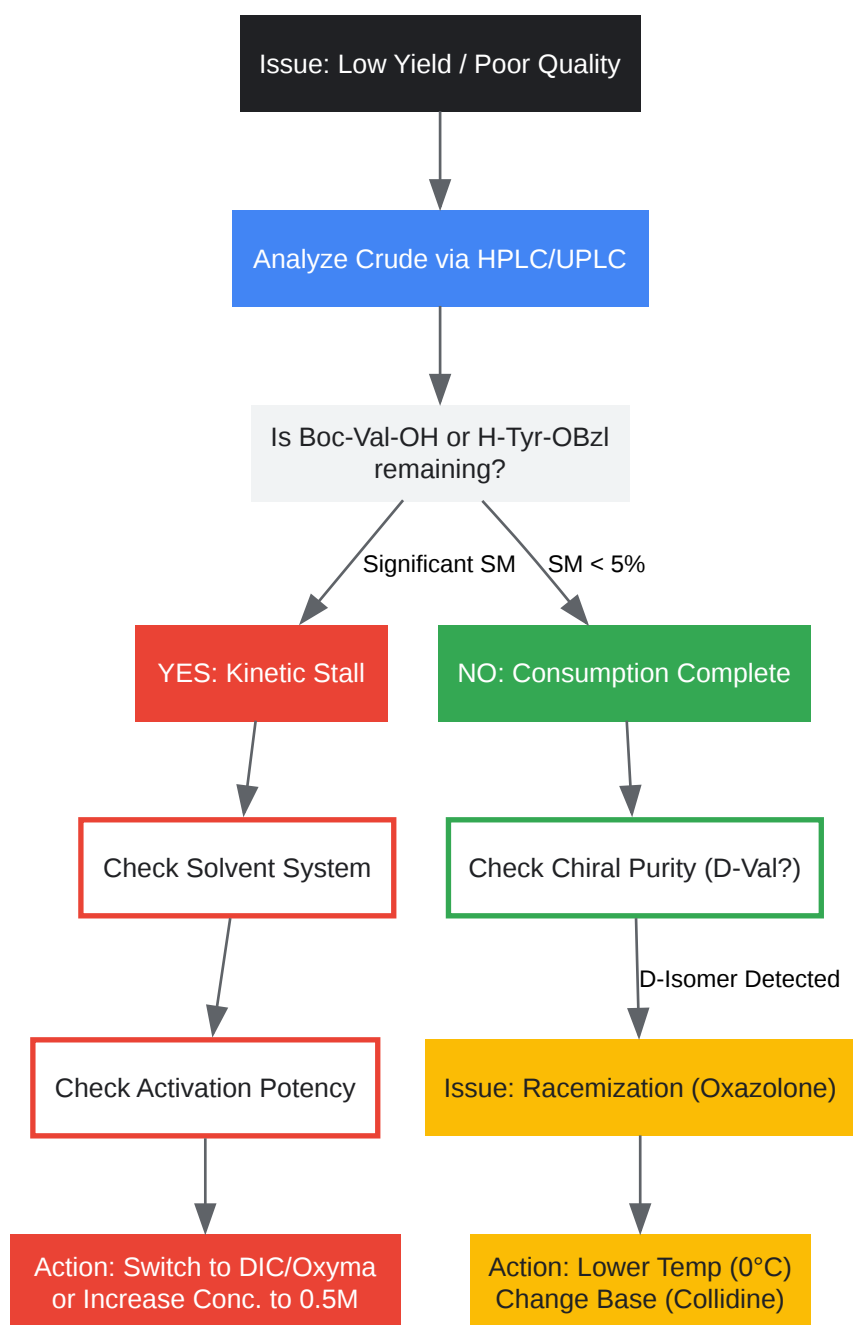 Issue: Low Yield / Poor Quality
Analyze Crude via HPLC/UPLC
Is Boc-Val-OH or H-Tyr-OBzl
remaining?
Significant SM
SM < 5%
YES: Kinetic Stall
NO: Consumption Complete
Check Solvent System
Check Chiral Purity (D-Val?)
D-Isomer Detected
Check Activation Potency
Issue: Racemization (Oxazolone)
Action: Switch to DIC/Oxyma
or Increase Conc. to 0.5M
Action: Lower Temp (0°C)
Change Base (Collidine)